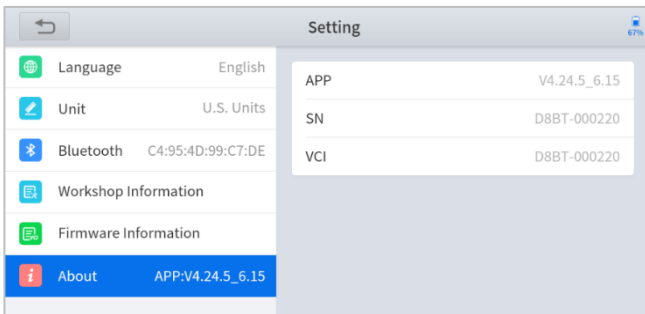 Setting
67%
Language English
Unit U.S. Units
Bluetooth C4:95:4D:99:C7:DE
Workshop Information
Firmware Information
About APP:V4.24.5_6.15
APP V4.24.5_6.15
SN D8BT-000220
VCI D8BT-000220